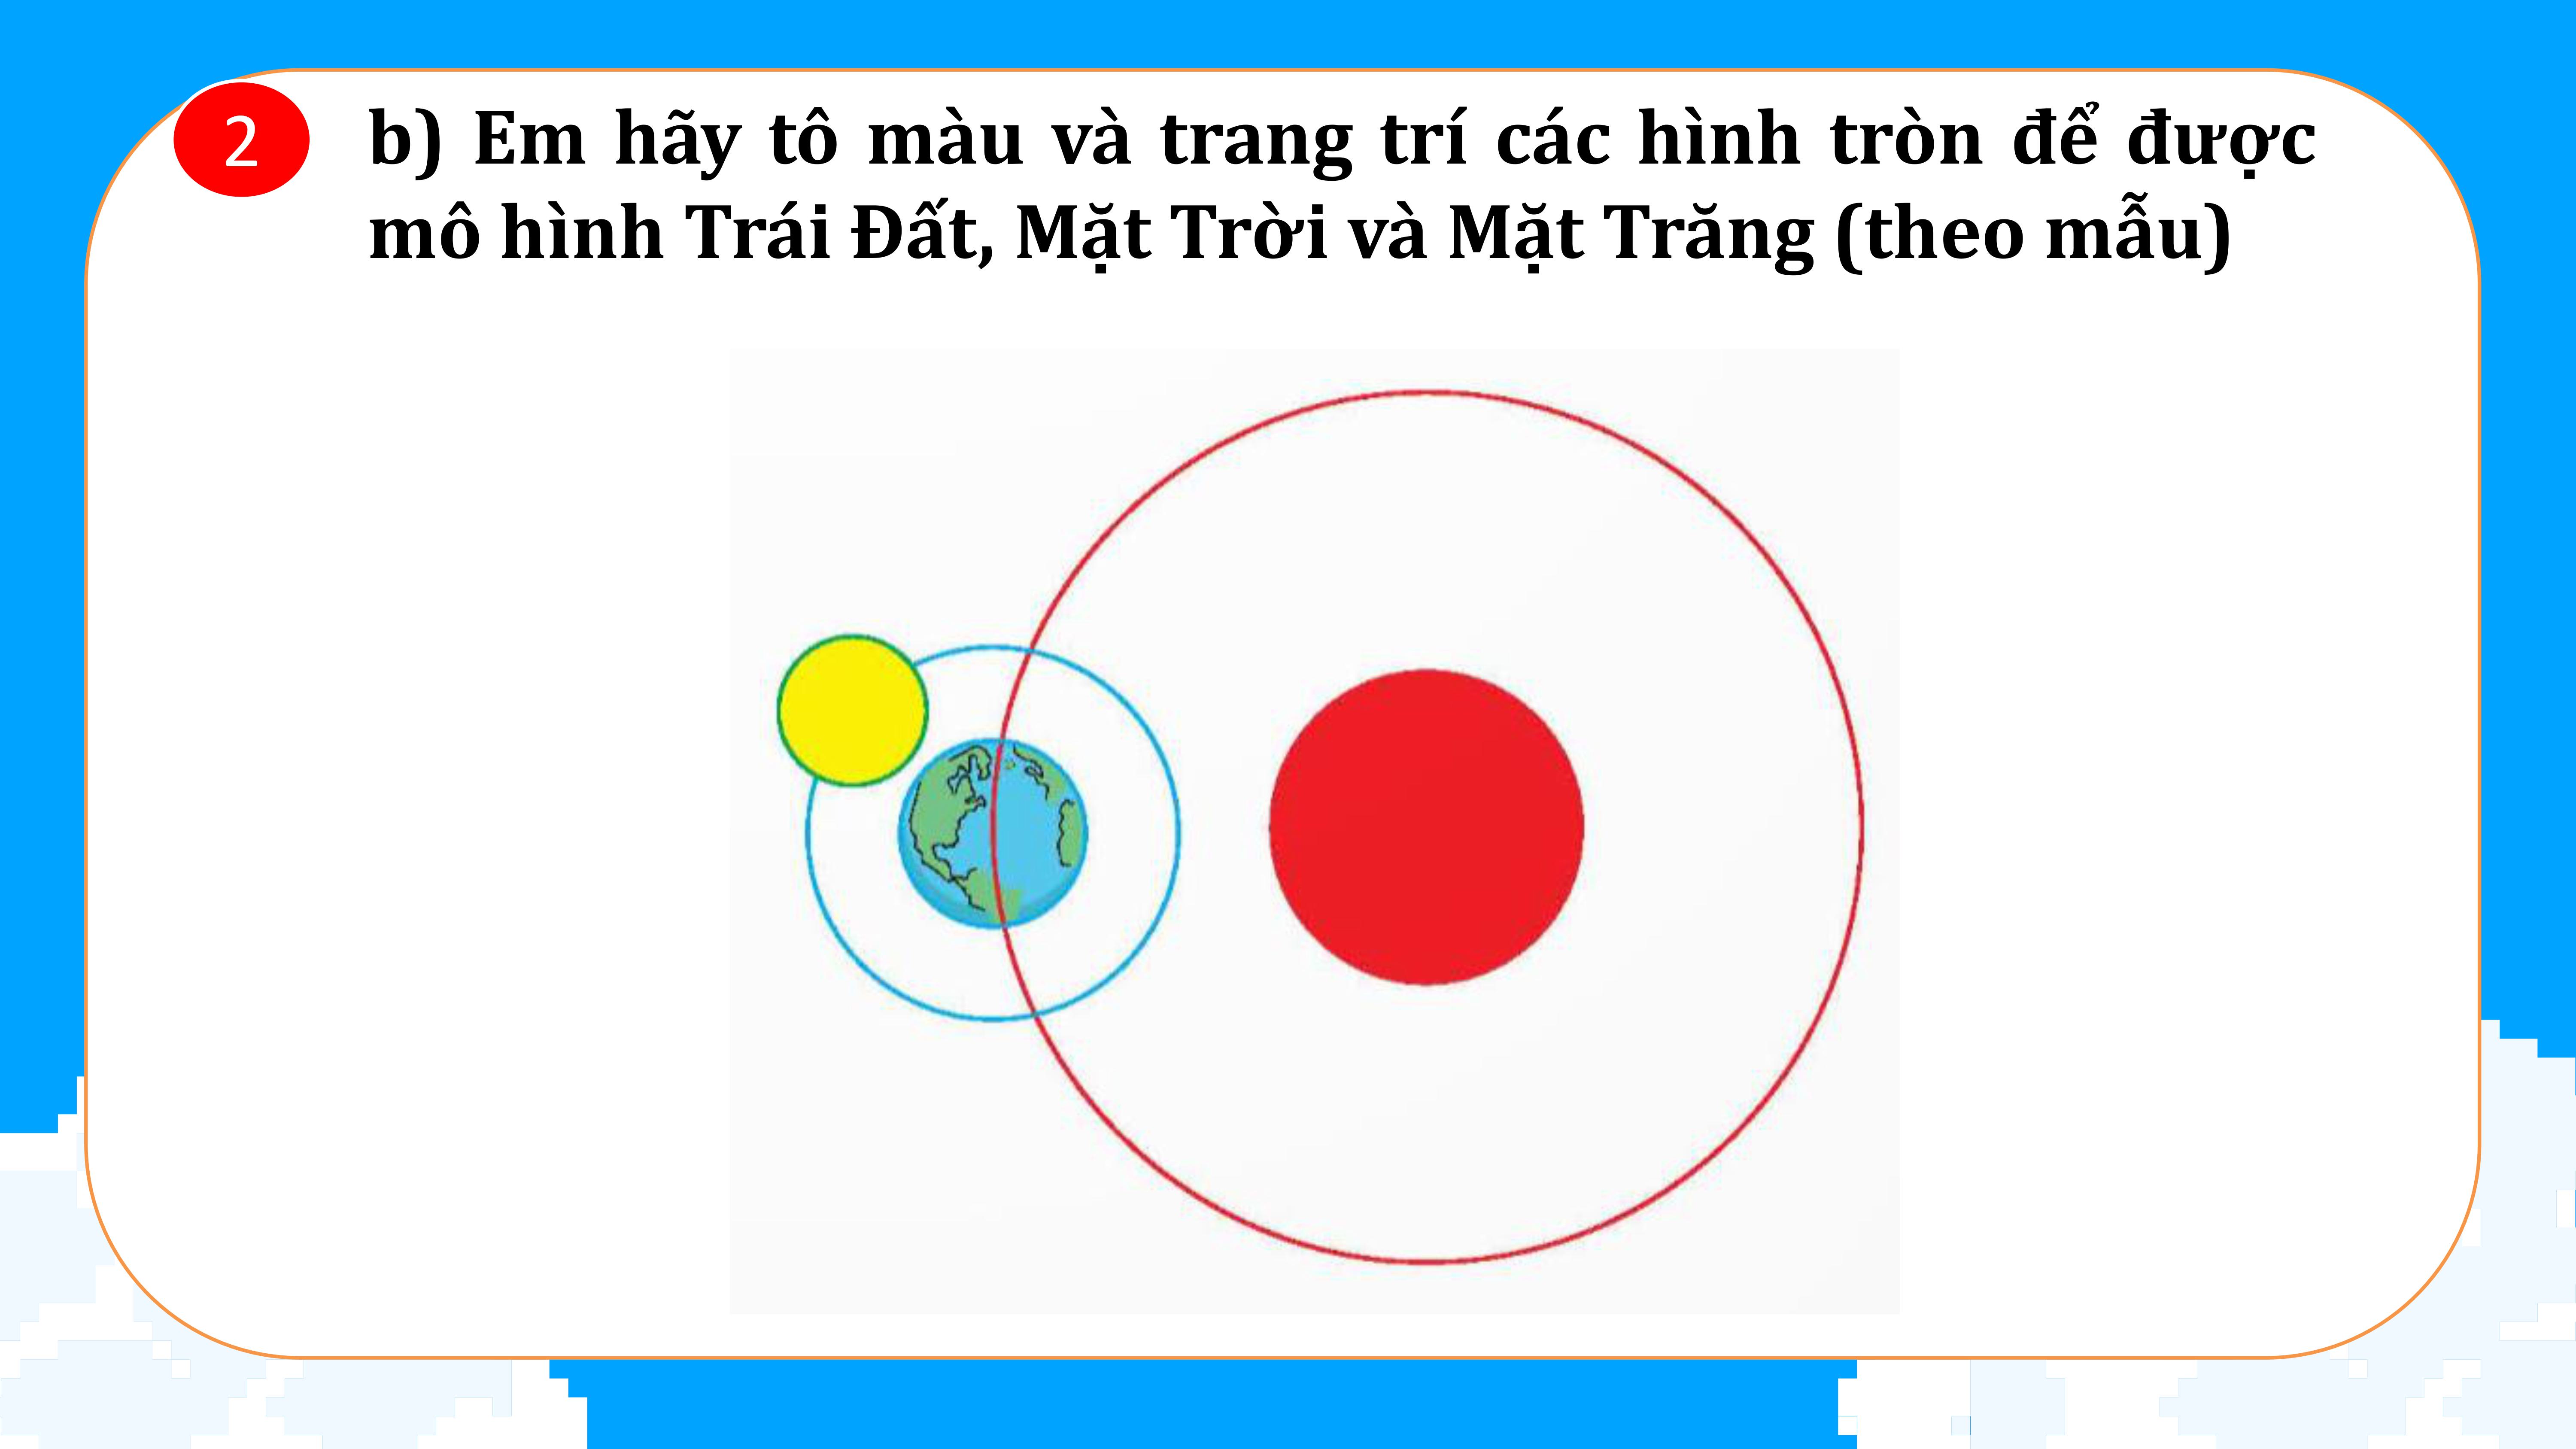 2
b) Em hãy tô màu và trang trí các hình tròn để được
mô hình Trái Đất, Mặt Trời và Mặt Trăng (theo mẫu)